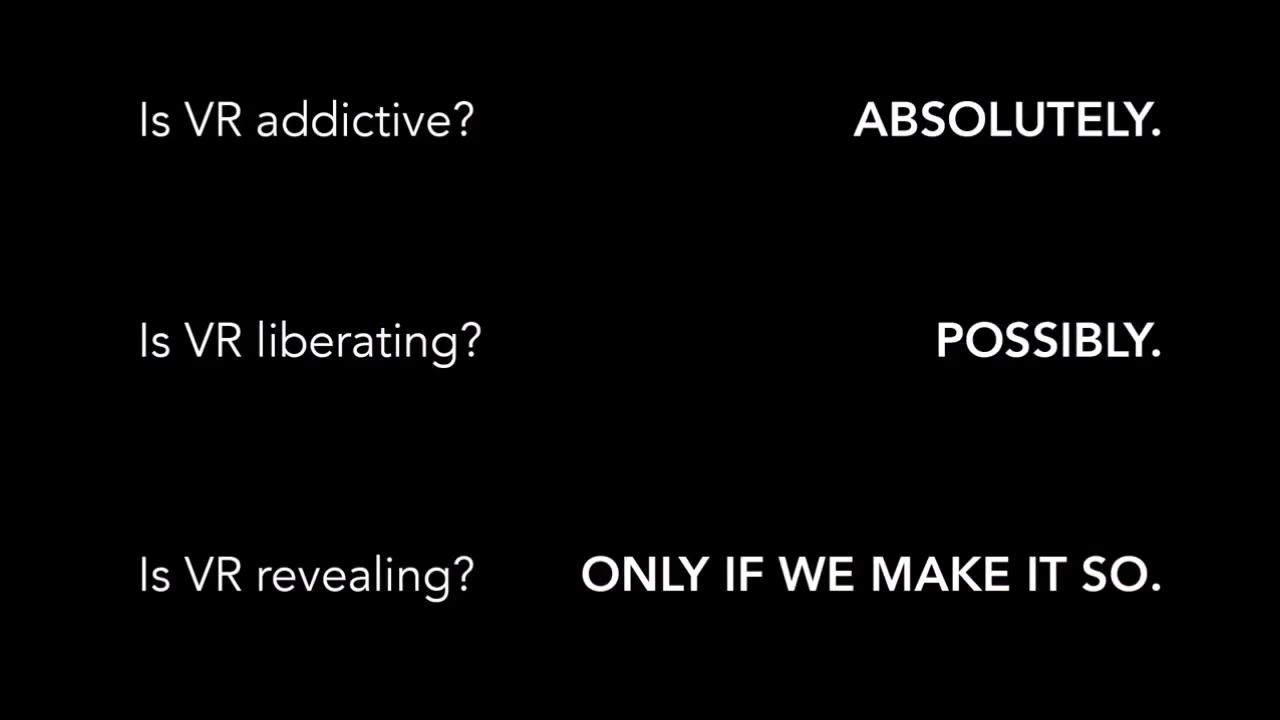 Is VR addictive? ABSOLUTELY.
Is VR liberating? POSSIBLY.
Is VR revealing? ONLY IF WE MAKE IT SO.